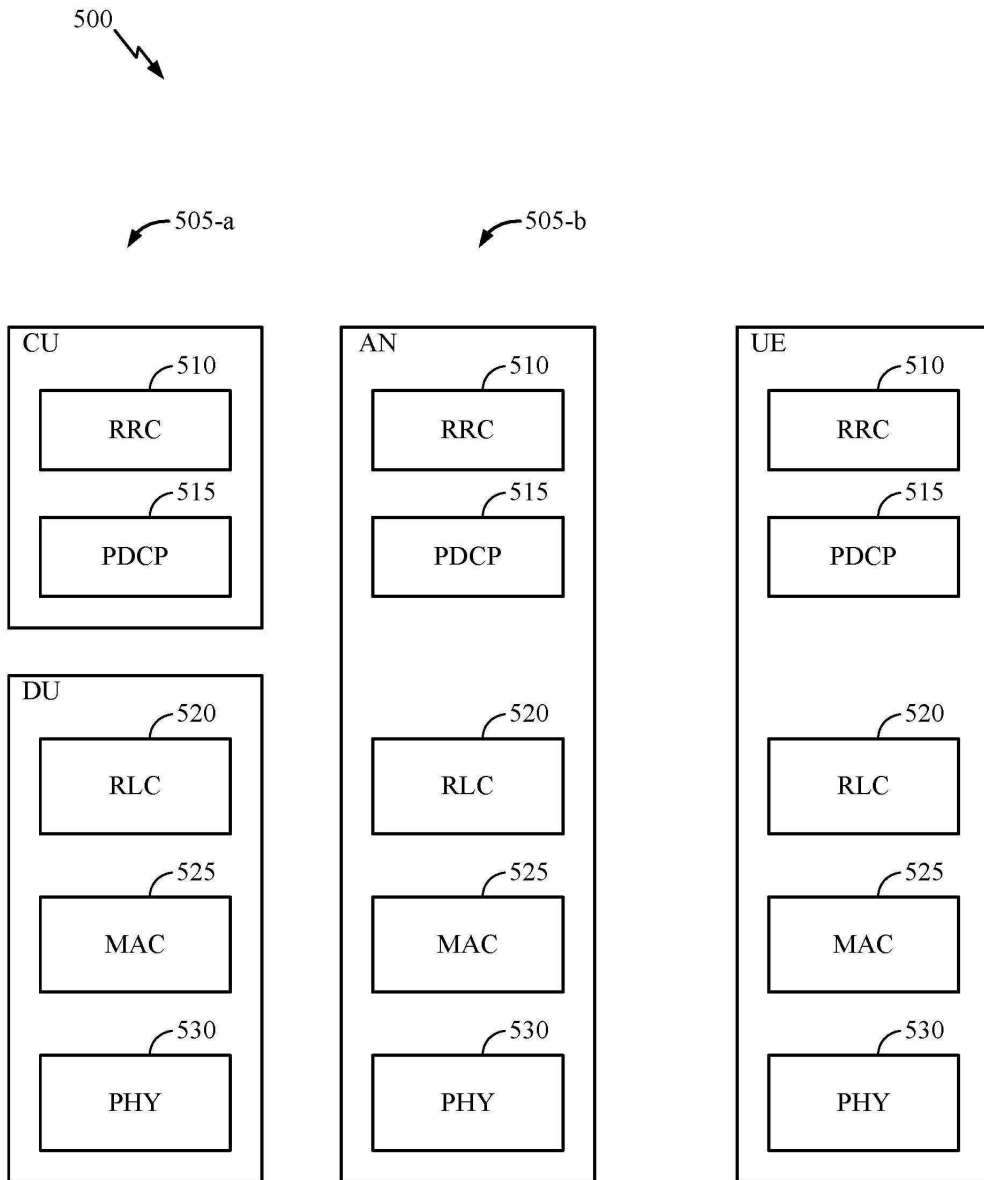 500
505-a 505-b
CU AN UE
510 510 510
RRC RRC RRC
515 515 515
PDCP PDCP PDCP
DU
520 520 520
RLC RLC RLC
525 525 525
MAC MAC MAC
530 530 530
PHY PHY PHY